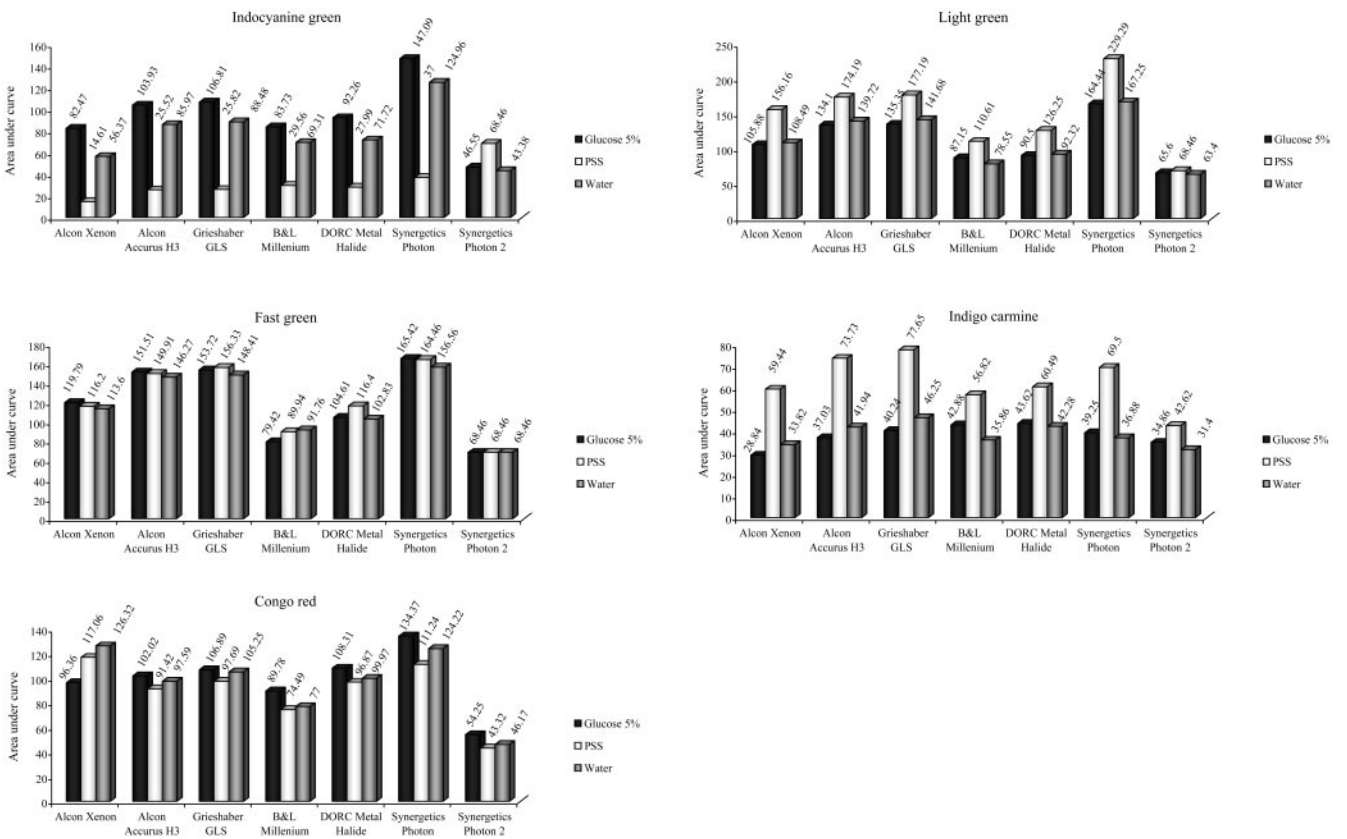 Indocyanine green
Area under curve
160
140
120
100
80
60
40
20
0
82.47
14.61
56.37
103.93
25.52
85.97
106.81
25.82
88.48
83.73
29.56
69.31
92.26
27.99
71.72
147.09
37
124.96
46.55
68.46
43.38
Alcon Xenon
Alcon
Accurus H3
Grieshaber
GLS
B&L
Millenium
DORC Metal
Halide
Synergetics
Photon
Synergetics
Photon 2
Glucose 5%
PSS
Water
Light green
Area under curve
250
200
150
100
50
0
105.88
156.16
108.49
134.1
174.19
139.72
135.35
177.19
141.68
87.15
110.61
78.55
90.5
126.25
92.32
164.44
229.29
167.25
65.6
68.46
63.4
Alcon Xenon
Alcon
Accurus H3
Grieshaber
GLS
B&L
Millenium
DORC Metal
Halide
Synergetics
Photon
Synergetics
Photon 2
Glucose 5%
PSS
Water
Fast green
Area under curve
180
160
140
120
100
80
60
40
20
0
119.79
116.2
113.6
151.51
149.91
146.27
153.72
156.33
148.41
79.42
89.94
91.76
104.61
116.4
102.83
165.42
164.46
156.56
68.46
68.46
68.46
Alcon Xenon
Alcon
Accurus H3
Grieshaber
GLS
B&L
Millenium
DORC Metal
Halide
Synergetics
Photon
Synergetics
Photon 2
Glucose 5%
PSS
Water
Indigo carmine
Area under curve
80
70
60
50
40
30
20
10
0
28.84
59.44
33.82
37.03
73.73
41.94
40.24
77.65
46.25
42.88
56.82
35.86
43.62
60.49
42.28
39.25
69.5
36.88
34.86
42.62
31.4
Alcon Xenon
Alcon
Accurus H3
Grieshaber
GLS
B&L
Millenium
DORC Metal
Halide
Synergetics
Photon
Synergetics
Photon 2
Glucose 5%
PSS
Water
Congo red
Area under curve
140
120
100
80
60
40
20
0
96.36
117.06
126.32
102.02
91.42
97.59
106.89
97.69
105.25
89.78
74.49
77
108.31
96.87
99.97
134.37
111.24
124.22
54.25
43.32
46.17
Alcon Xenon
Alcon
Accurus H3
Grieshaber
GLS
B&L
Millenium
DORC Metal
Halide
Synergetics
Photon
Synergetics
Photon 2
Glucose 5%
PSS
Water